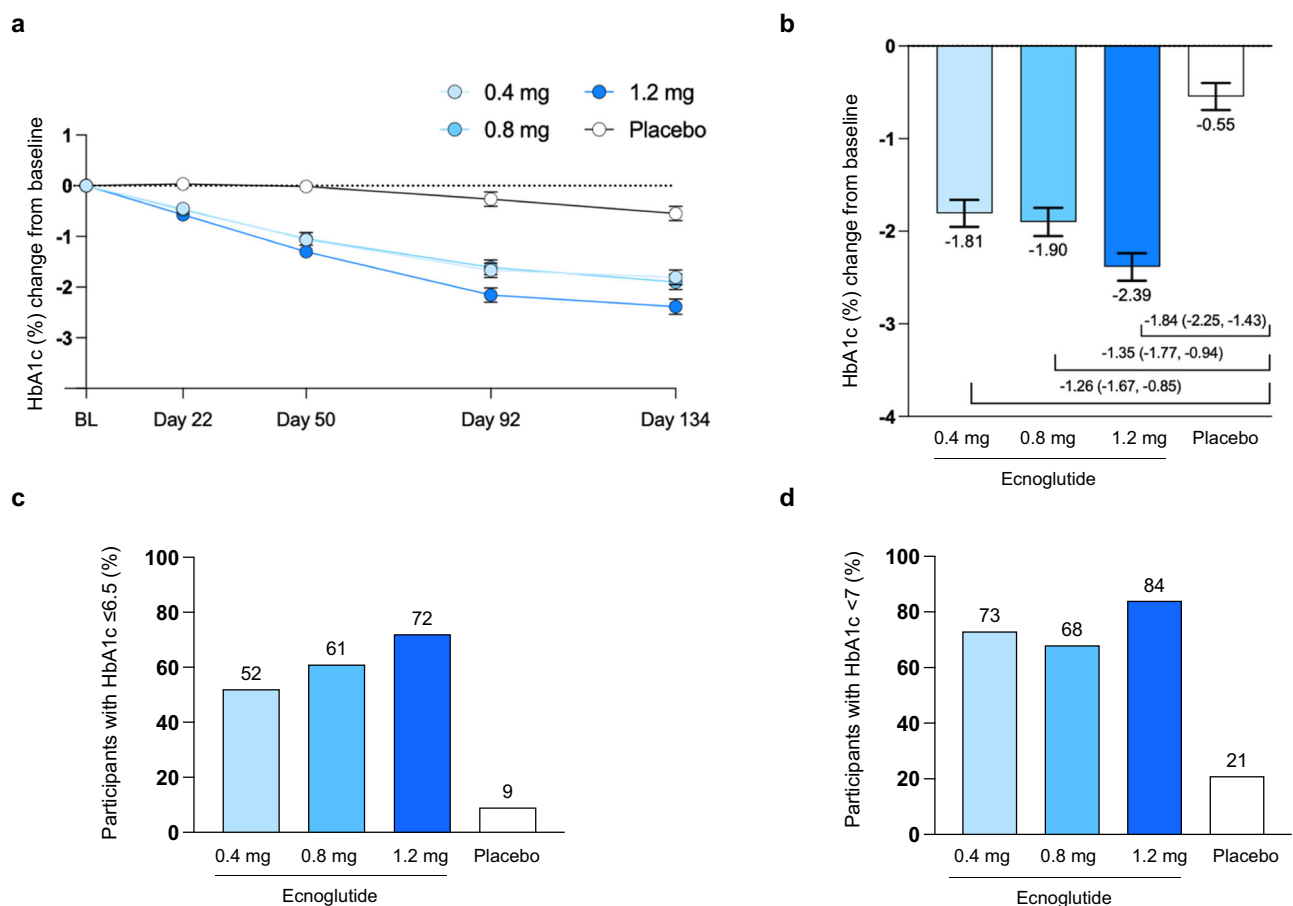 a
0.4 mg
1.2 mg
0.8 mg
Placebo
HbA1c (%) change from baseline
1
0
-1
-2
-3
BL
Day 22
Day 50
Day 92
Day 134
b
HbA1c (%) change from baseline
0
-1
-2
-3
-4
-1.81
-1.90
-2.39
-0.55
-1.84 (-2.25, -1.43)
-1.35 (-1.77, -0.94)
-1.26 (-1.67, -0.85)
0.4 mg
0.8 mg
1.2 mg
Placebo
Ecnoglutide
c
Participants with HbA1c ≤6.5 (%)
100
80
60
40
20
0
52
61
72
9
0.4 mg
0.8 mg
1.2 mg
Placebo
Ecnoglutide
d
Participants with HbA1c <7 (%)
100
80
60
40
20
0
73
68
84
21
0.4 mg
0.8 mg
1.2 mg
Placebo
Ecnoglutide